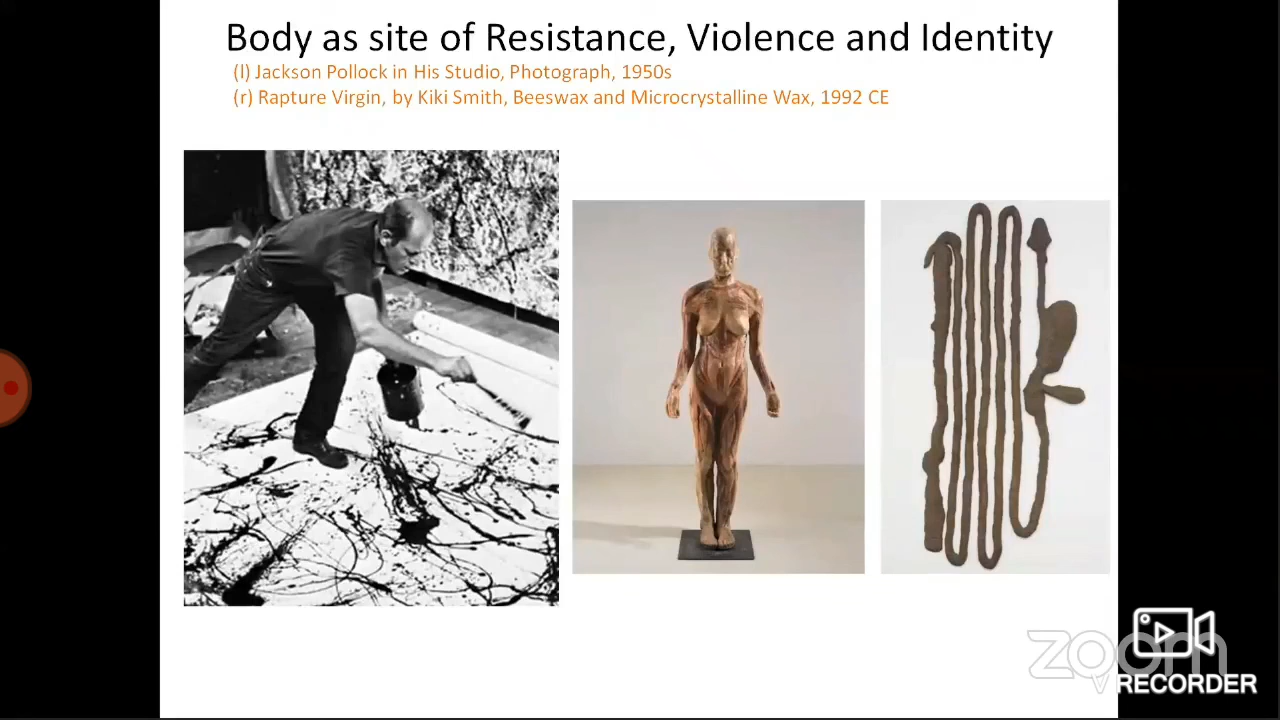 Body as site of Resistance, Violence and Identity
(l) Jackson Pollock in His Studio, Photograph, 1950s
(r) Rapture Virgin, by Kiki Smith, Beeswax and Microcrystalline Wax, 1992 CE
zoom
RECORDER